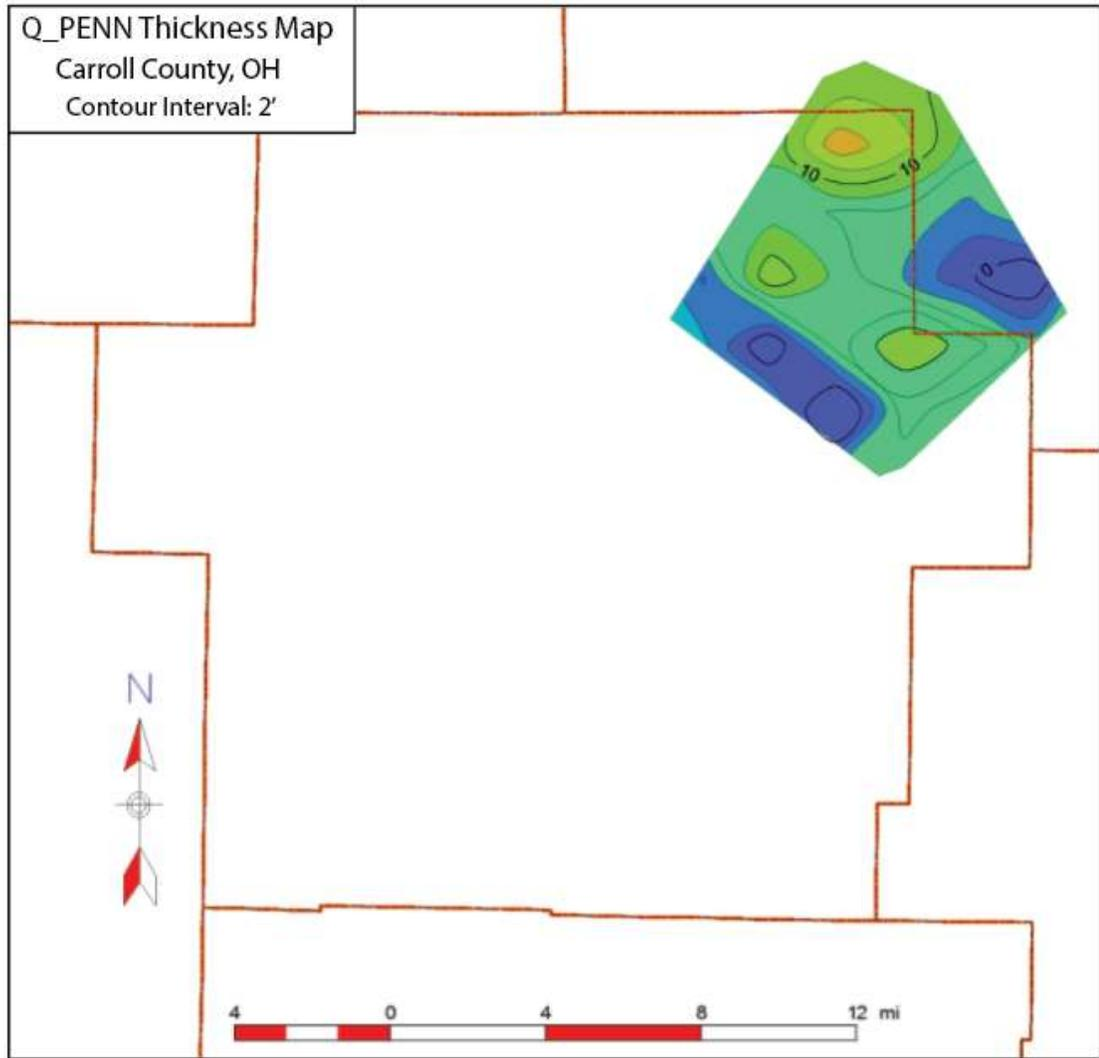 Q_PENN Thickness Map
Carroll County, OH
Contour Interval: 2'
10
10
0
N
4 0 4 8 12 mi